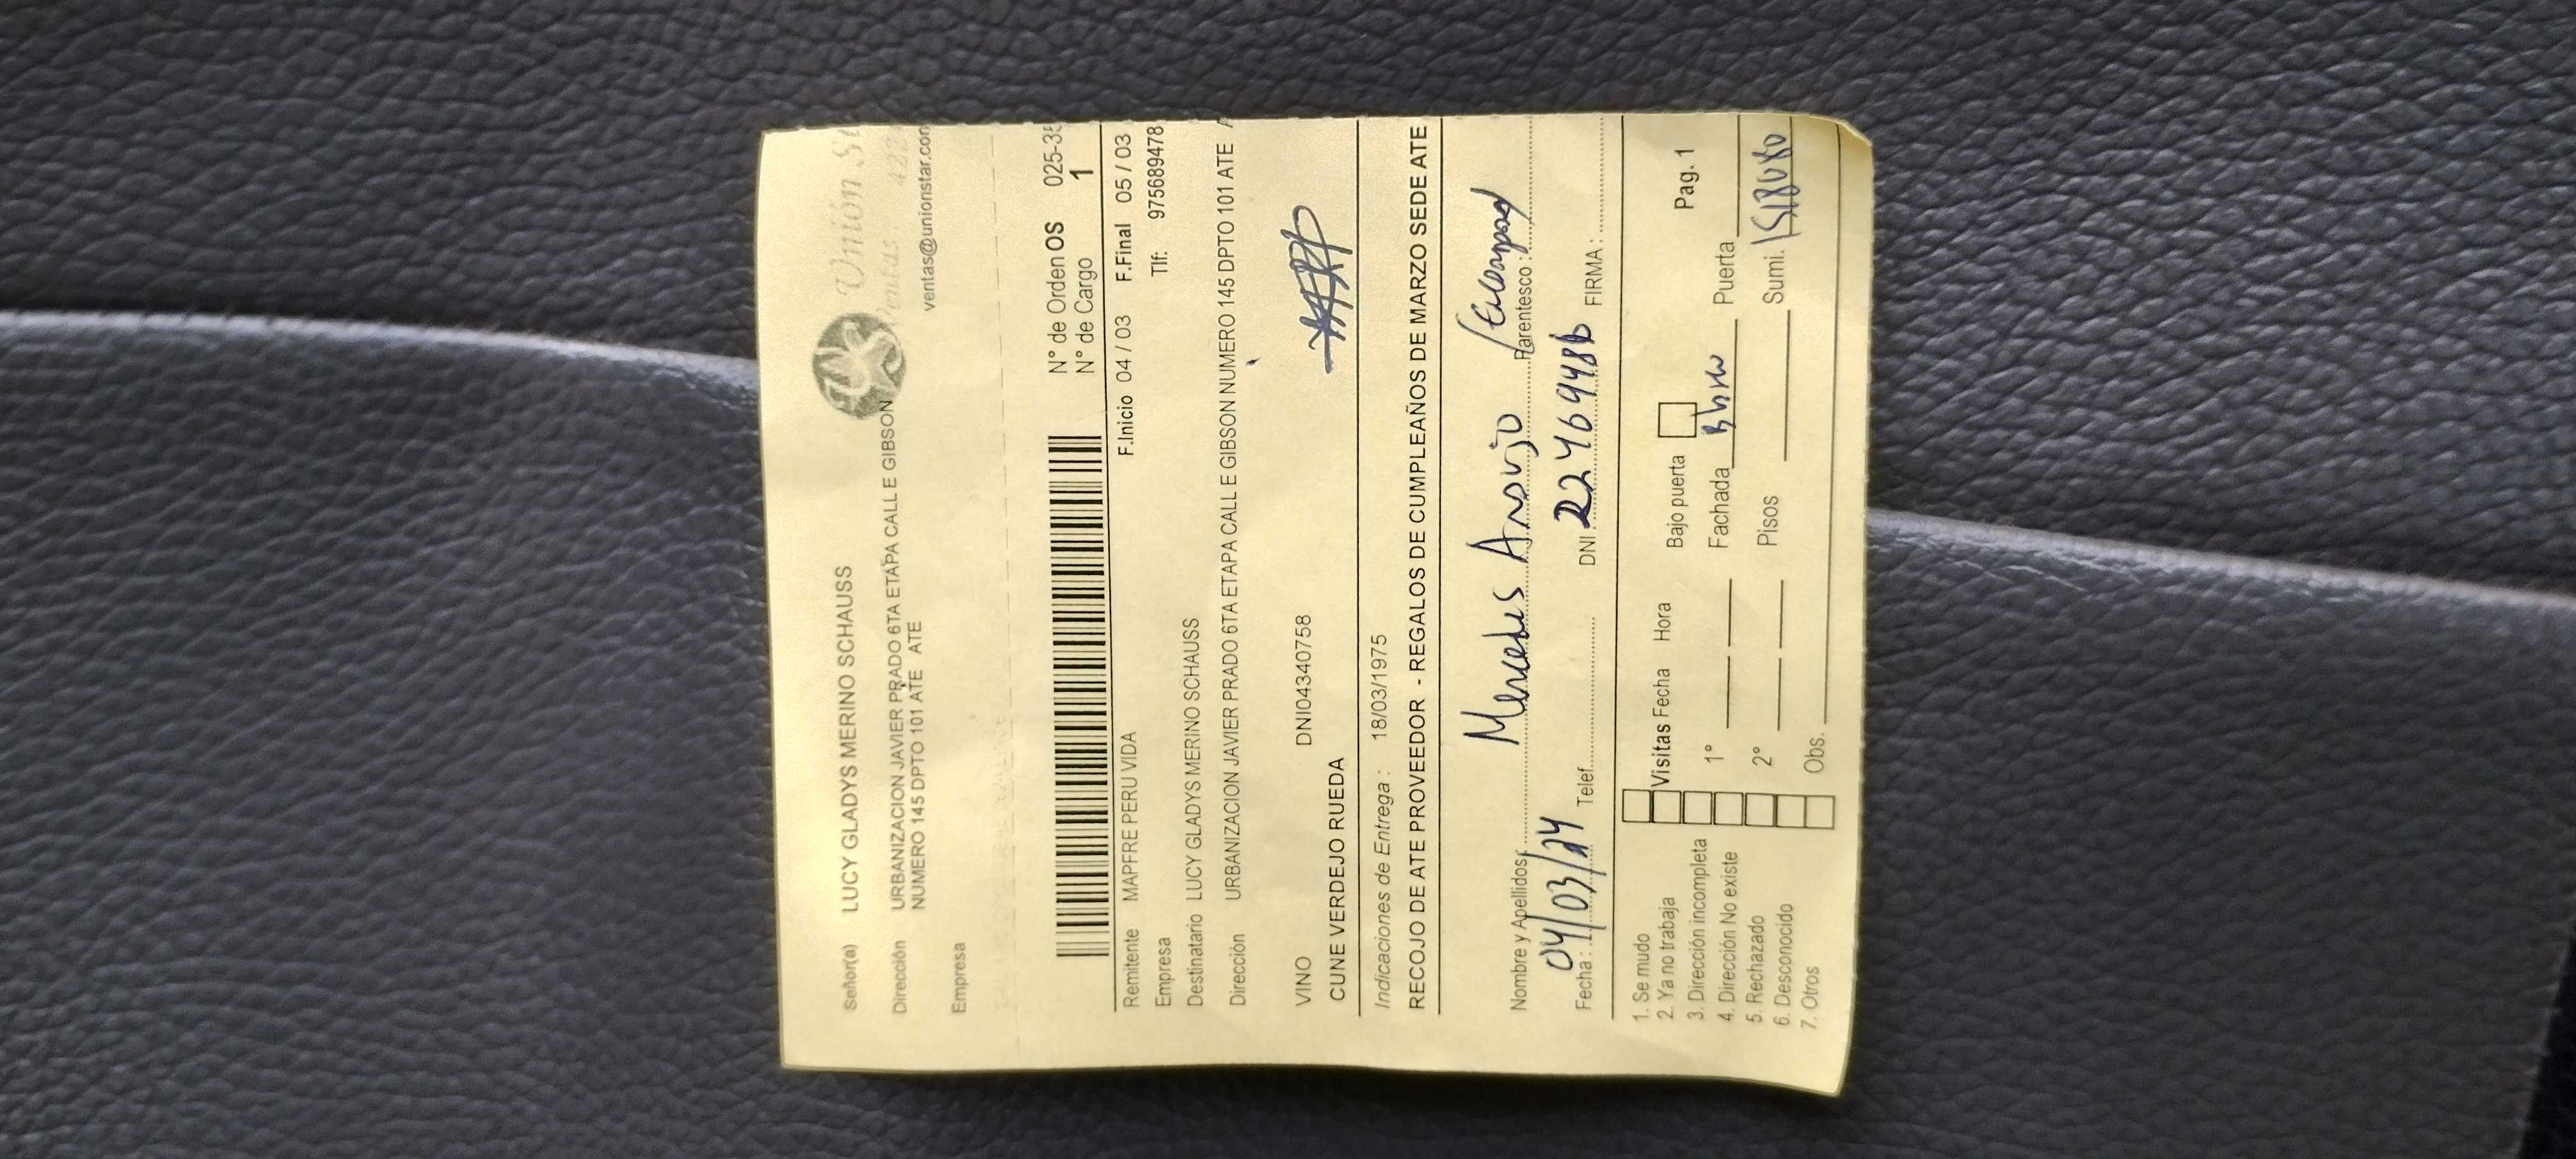 Señor(a) LUCY GLADYS MERINO SCHAUSS
Unión St
Dirección URBANIZACION JAVIER PRADO 6TA ETAPA CALLE GIBSON
NUMERO 145 DPTO 101 ATE ATE
ventas@unionstar.com
Empresa
N° de Orden OS 025-35
N° de Cargo 1
F.Inicio 04 / 03 F.Final 05 / 03
Remitente MAPFRE PERU VIDA
Empresa Tlf: 975689478
Destinatario LUCY GLADYS MERINO SCHAUSS
Dirección URBANIZACION JAVIER PRADO 6TA ETAPA CALLE GIBSON NUMERO 145 DPTO 101 ATE
VINO DNI04340758
CUNE VERDEJO RUEDA
Indicaciones de Entrega : 18/03/1975
RECOJO DE ATE PROVEEDOR - REGALOS DE CUMPLEAÑOS DE MARZO SEDE ATE
Nombre y Apellidos Mercedes Araujo Parentesco :
Fecha : 04/03/24 Telef. DNI 22469486 FIRMA :
1. Se mudo
2. Ya no trabaja Visitas Fecha Hora Bajo puerta Pag. 1
3. Dirección incompleta
4. Dirección No existe 1° Fachada Puerta
5. Rechazado
6. Desconocido 2° Pisos Sumi.
7. Otros Obs.